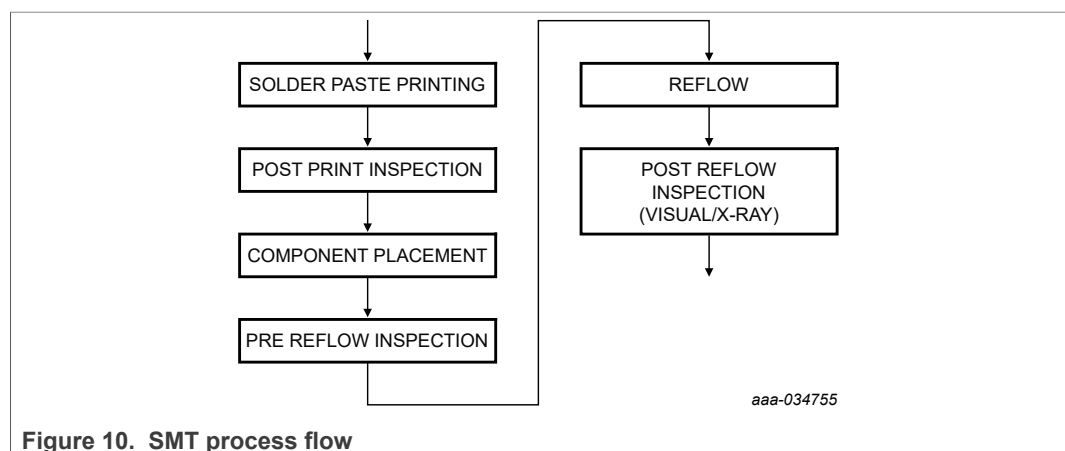 SOLDER PASTE PRINTING
POST PRINT INSPECTION
COMPONENT PLACEMENT
PRE REFLOW INSPECTION
REFLOW
POST REFLOW
INSPECTION
(VISUAL/X-RAY)
aaa-034755
Figure 10. SMT process flow